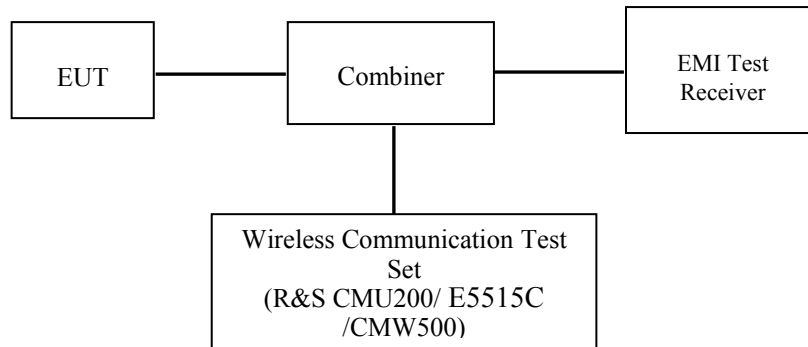 EUT
Combiner
EMI Test
Receiver
Wireless Communication Test
Set
(R&S CMU200/ E5515C
/CMW500)